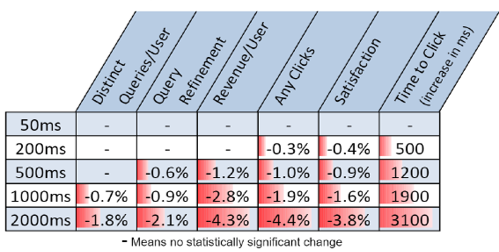 Distinct Queries/User
Query Refinement
Revenue/User
Any Clicks
Satisfaction
Time to Click (increase in ms)
50ms - - - - - -
200ms - - - -0.3% -0.4% 500
500ms - -0.6% -1.2% -1.0% -0.9% 1200
1000ms -0.7% -0.9% -2.8% -1.9% -1.6% 1900
2000ms -1.8% -2.1% -4.3% -4.4% -3.8% 3100
- Means no statistically significant change